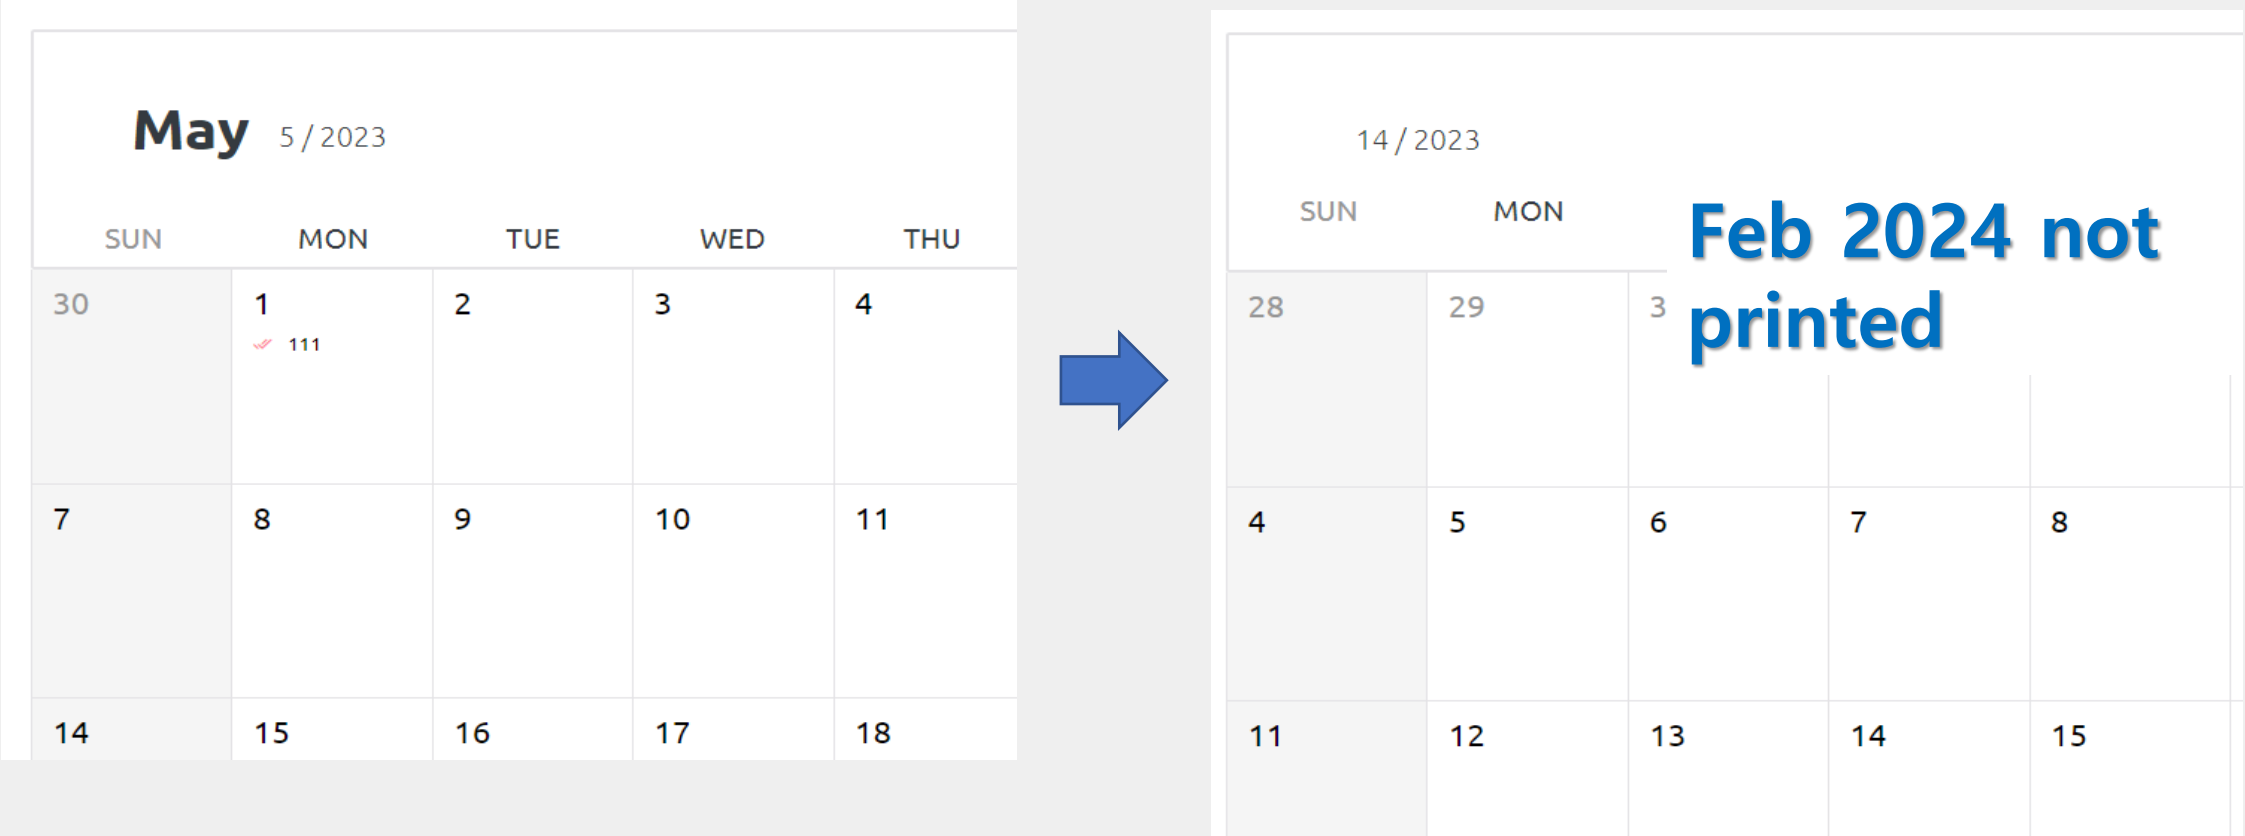 May 5 / 2023
SUN MON TUE WED THU
30 1 2 3 4
111
7 8 9 10 11
14 15 16 17 18
14 / 2023
SUN MON
Feb 2024 not
printed
28 29 3
4 5 6 7 8
11 12 13 14 15